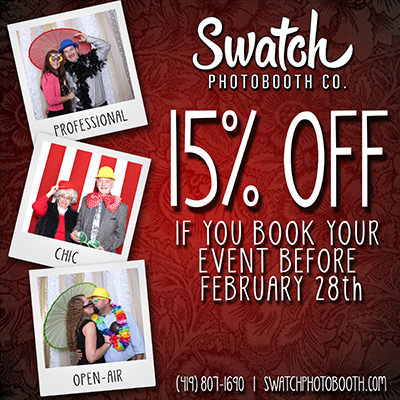 Swatch
PHOTOBOOTH CO.
15% OFF
IF YOU BOOK YOUR
EVENT BEFORE
FEBRUARY 28th
PROFESSIONAL
CHIC
OPEN-AIR
(419) 807-1690 | SWATCHPHOTOBOOTH.COM